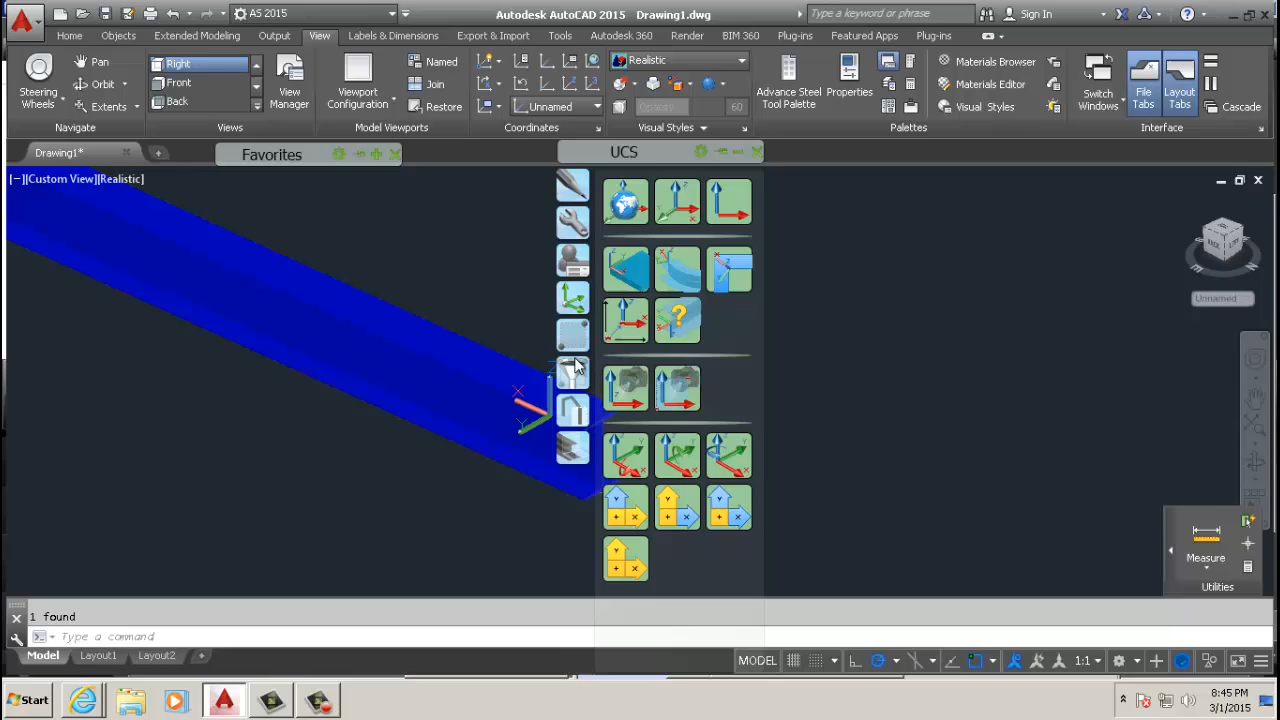 AS 2015
Autodesk AutoCAD 2015 Drawing1.dwg
Type a keyword or phrase
Sign In
Home Objects Extended Modeling Output View Labels & Dimensions Export & Import Tools Autodesk 360 Render Plug-ins BIM 360 Featured Apps Plug-ins
Steering
Wheels
Pan
Orbit
Extents
Navigate
Right
Front
Back
View
Manager
Views
Viewport
Configuration
Named
Join
Restore
Model Viewports
Unnamed
Coordinates
Realistic
Opacity
60
Visual Styles
Advance Steel
Tool Palette
Properties
Materials Browser
Materials Editor
Visual Styles
Palettes
Switch
Windows
File
Tabs
Layout
Tabs
Cascade
Interface
Drawing1*
Favorites
UCS
[−][Custom View][Realistic]
Unnamed
X
Y
Measure
Utilities
1 found
Type a command
Model Layout1 Layout2
MODEL
1:1
Start
8:45 PM
3/1/2015